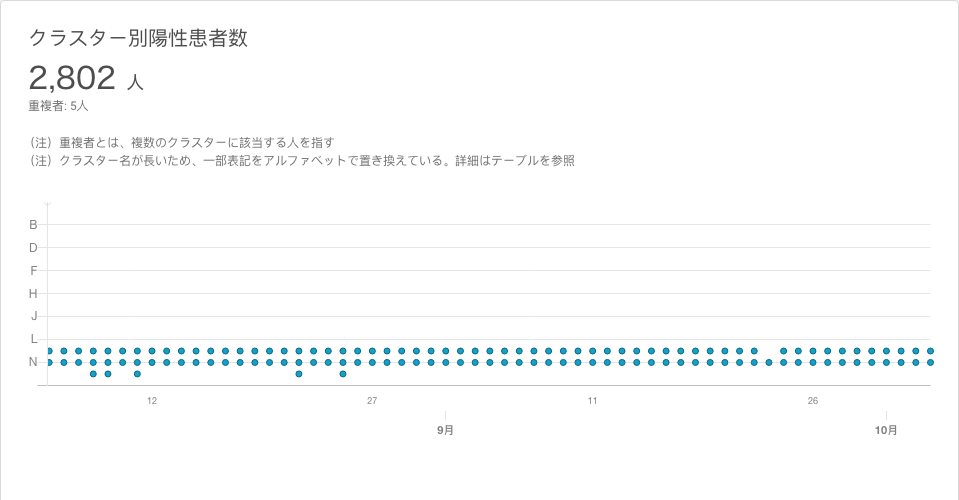 クラスター別陽性患者数
2,802 人
重複者: 5人
（注）重複者とは、複数のクラスターに該当する人を指す
（注）クラスター名が長いため、一部表記をアルファベットで置き換えている。詳細はテーブルを参照
B
D
F
H
J
L
N
12 27 11 26
9月 10月